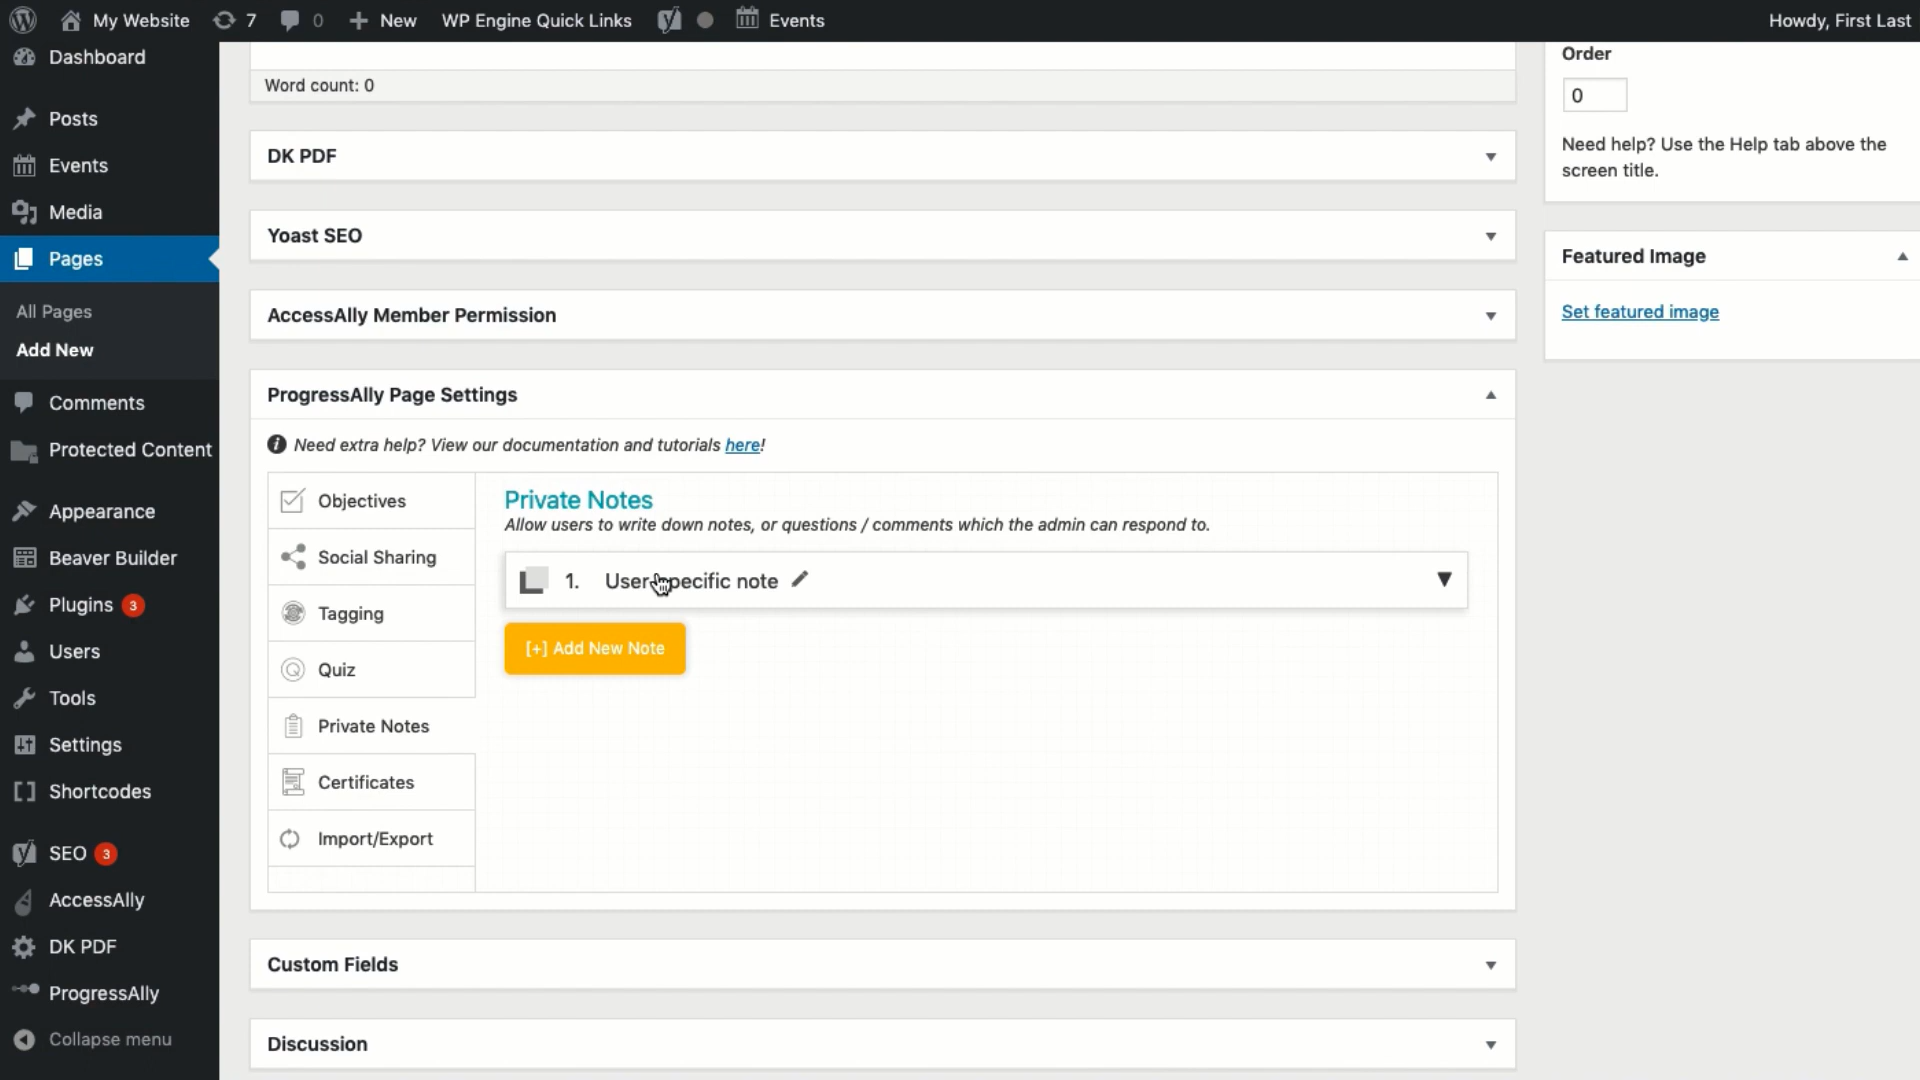 My Website 7 0 New WP Engine Quick Links Events Howdy, First Last
Dashboard
Posts
Events
Media
Pages
All Pages
Add New
Comments
Protected Content
Appearance
Beaver Builder
Plugins 3
Users
Tools
Settings
Shortcodes
SEO 3
AccessAlly
DK PDF
ProgressAlly
Collapse menu
Word count: 0
DK PDF
Yoast SEO
AccessAlly Member Permission
ProgressAlly Page Settings
Need extra help? View our documentation and tutorials here!
Objectives
Social Sharing
Tagging
Quiz
Private Notes
Certificates
Import/Export
Private Notes
Allow users to write down notes, or questions / comments which the admin can respond to.
1. User specific note
[+] Add New Note
Custom Fields
Discussion
Order
0
Need help? Use the Help tab above the
screen title.
Featured Image
Set featured image